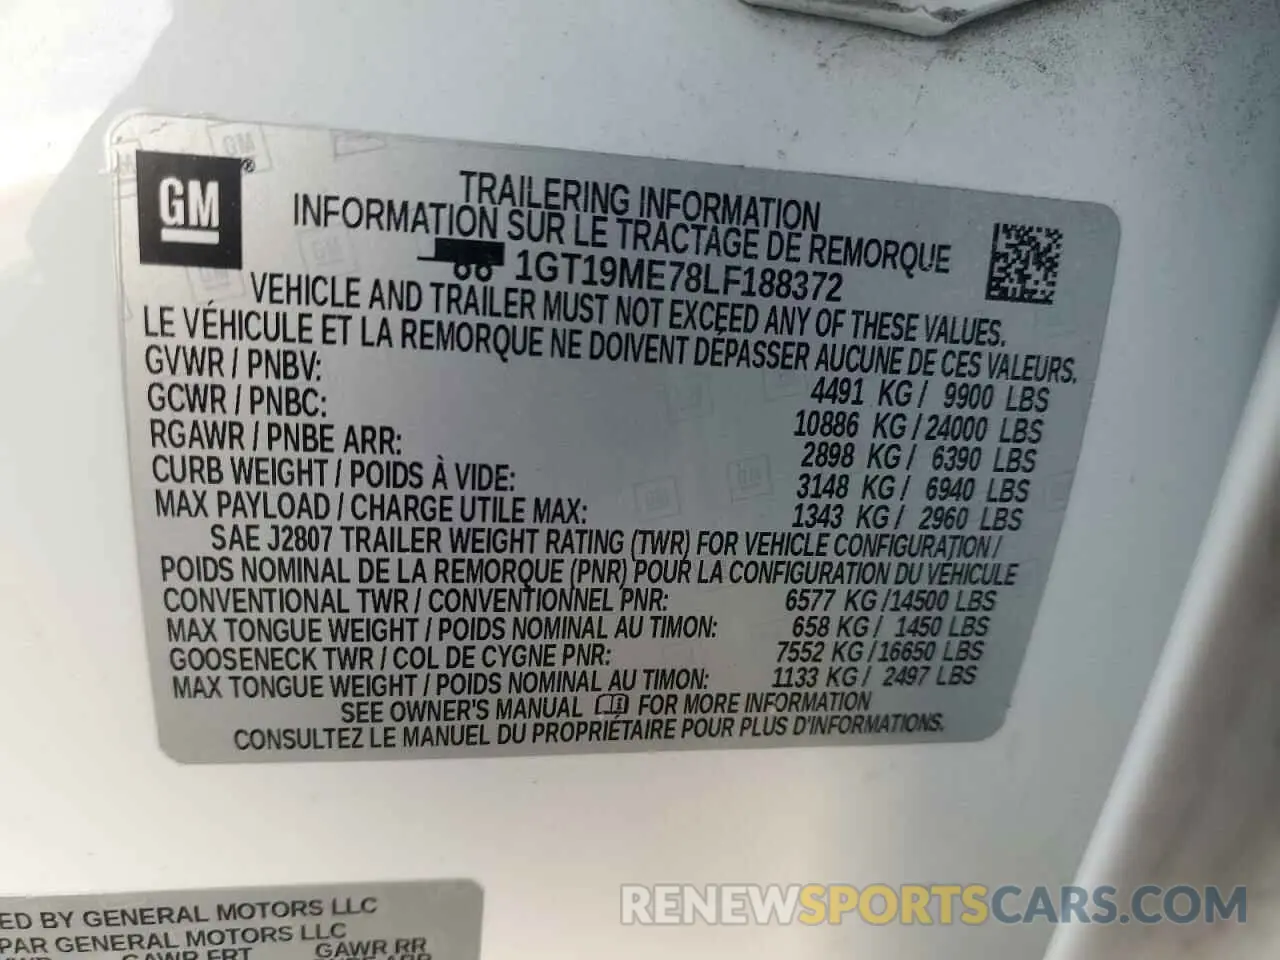 GM®
TRAILERING INFORMATION
INFORMATION SUR LE TRACTAGE DE REMORQUE
1GT19ME78LF188372
VEHICLE AND TRAILER MUST NOT EXCEED ANY OF THESE VALUES.
LE VÉHICULE ET LA REMORQUE NE DOIVENT DÉPASSER AUCUNE DE CES VALEURS.
GVWR / PNBV: 4491 KG / 9900 LBS
GCWR / PNBC: 10886 KG / 24000 LBS
RGAWR / PNBE ARR: 2898 KG / 6390 LBS
CURB WEIGHT / POIDS À VIDE: 3148 KG / 6940 LBS
MAX PAYLOAD / CHARGE UTILE MAX: 1343 KG / 2960 LBS
SAE J2807 TRAILER WEIGHT RATING (TWR) FOR VEHICLE CONFIGURATION /
POIDS NOMINAL DE LA REMORQUE (PNR) POUR LA CONFIGURATION DU VÉHICULE
CONVENTIONAL TWR / CONVENTIONNEL PNR: 6577 KG / 14500 LBS
MAX TONGUE WEIGHT / POIDS NOMINAL AU TIMON: 658 KG / 1450 LBS
GOOSENECK TWR / COL DE CYGNE PNR: 7552 KG / 16650 LBS
MAX TONGUE WEIGHT / POIDS NOMINAL AU TIMON: 1133 KG / 2497 LBS
SEE OWNER'S MANUAL FOR MORE INFORMATION
CONSULTEZ LE MANUEL DU PROPRIÉTAIRE POUR PLUS D'INFORMATIONS.
ED BY GENERAL MOTORS LLC
PAR GENERAL MOTORS LLC
GAWR FRT GAWR RR
RENEWSPORTSCARS.COM